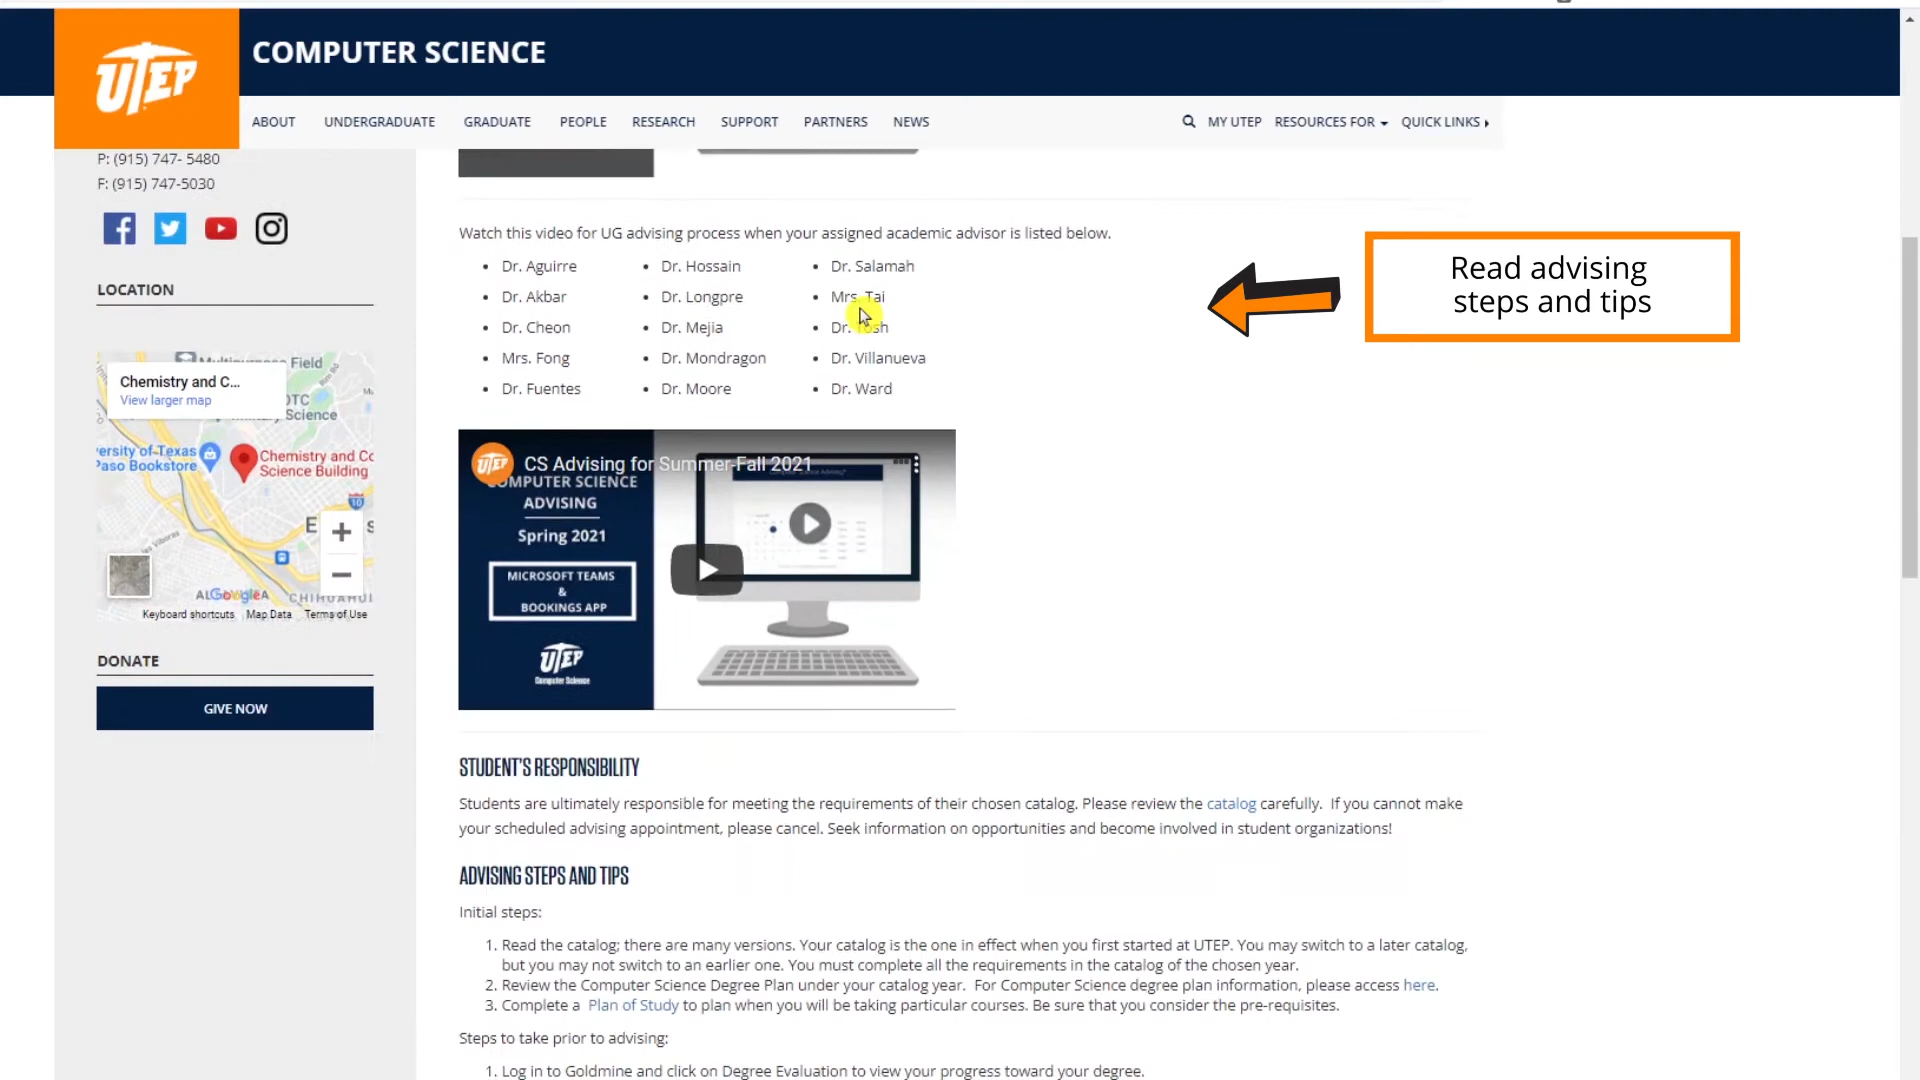 UTEP
COMPUTER SCIENCE
ABOUT UNDERGRADUATE GRADUATE PEOPLE RESEARCH SUPPORT PARTNERS NEWS MY UTEP RESOURCES FOR QUICK LINKS
P: (915) 747- 5480
F: (915) 747-5030
LOCATION
Chemistry and C...
View larger map
Field
OTC
Science
ersity of Texas
Paso Bookstore
Chemistry and Co
Science Building
10
Google
Keyboard shortcuts Map Data Terms of Use
DONATE
GIVE NOW
Watch this video for UG advising process when your assigned academic advisor is listed below.
• Dr. Aguirre
• Dr. Akbar
• Dr. Cheon
• Mrs. Fong
• Dr. Fuentes
• Dr. Hossain
• Dr. Longpre
• Dr. Mejia
• Dr. Mondragon
• Dr. Moore
• Dr. Salamah
• Mrs. Tai
• Dr.
• Dr. Villanueva
• Dr. Ward
Read advising
steps and tips
UTEP
CS Advising for Summer-Fall 2021
COMPUTER SCIENCE
ADVISING
Spring 2021
MICROSOFT TEAMS
&
BOOKINGS APP
UTEP
Computer Science
STUDENT'S RESPONSIBILITY
Students are ultimately responsible for meeting the requirements of their chosen catalog. Please review the catalog carefully. If you cannot make
your scheduled advising appointment, please cancel. Seek information on opportunities and become involved in student organizations!
ADVISING STEPS AND TIPS
Initial steps:
1. Read the catalog; there are many versions. Your catalog is the one in effect when you first started at UTEP. You may switch to a later catalog,
but you may not switch to an earlier one. You must complete all the requirements in the catalog of the chosen year.
2. Review the Computer Science Degree Plan under your catalog year. For Computer Science degree plan information, please access here.
3. Complete a Plan of Study to plan when you will be taking particular courses. Be sure that you consider the pre-requisites.
Steps to take prior to advising:
1. Log in to Goldmine and click on Degree Evaluation to view your progress toward your degree.